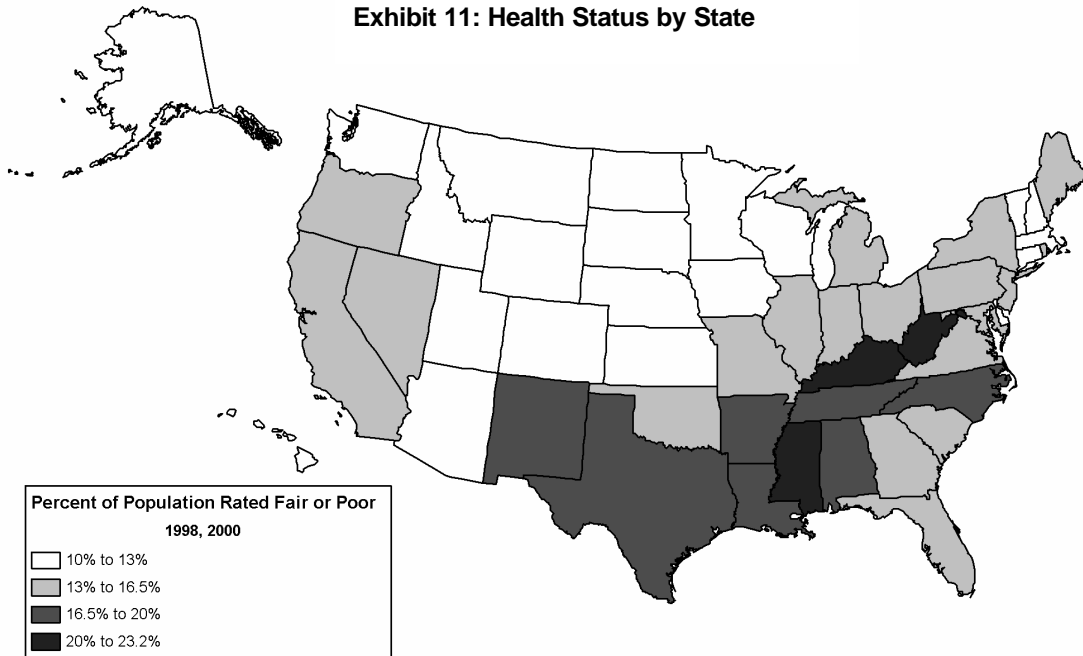 Exhibit 11: Health Status by State
Percent of Population Rated Fair or Poor
1998, 2000
10% to 13%
13% to 16.5%
16.5% to 20%
20% to 23.2%